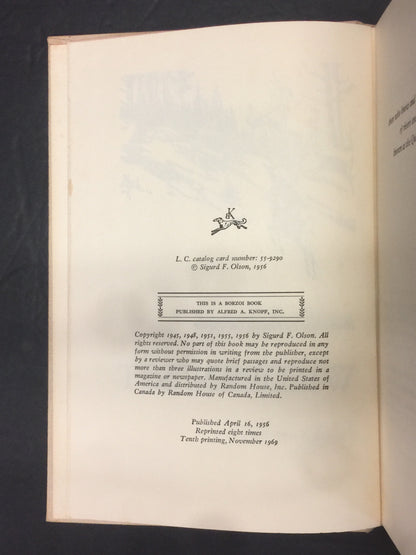 K
L. C. catalog card number: 55-9290
© Sigurd F. Olson, 1956
THIS IS A BORZOI BOOK
PUBLISHED BY ALFRED A. KNOPF, INC.
Copyright 1945, 1948, 1951, 1955, 1956 by Sigurd F. Olson. All
rights reserved. No part of this book may be reproduced in any
form without permission in writing from the publisher, except
by a reviewer who may quote brief passages and reproduce not
more than three illustrations in a review to be printed in a
magazine or newspaper. Manufactured in the United States of
America and distributed by Random House, Inc. Published in
Canada by Random House of Canada, Limited.
Published April 16, 1956
Reprinted eight times
Tenth printing, November 1969